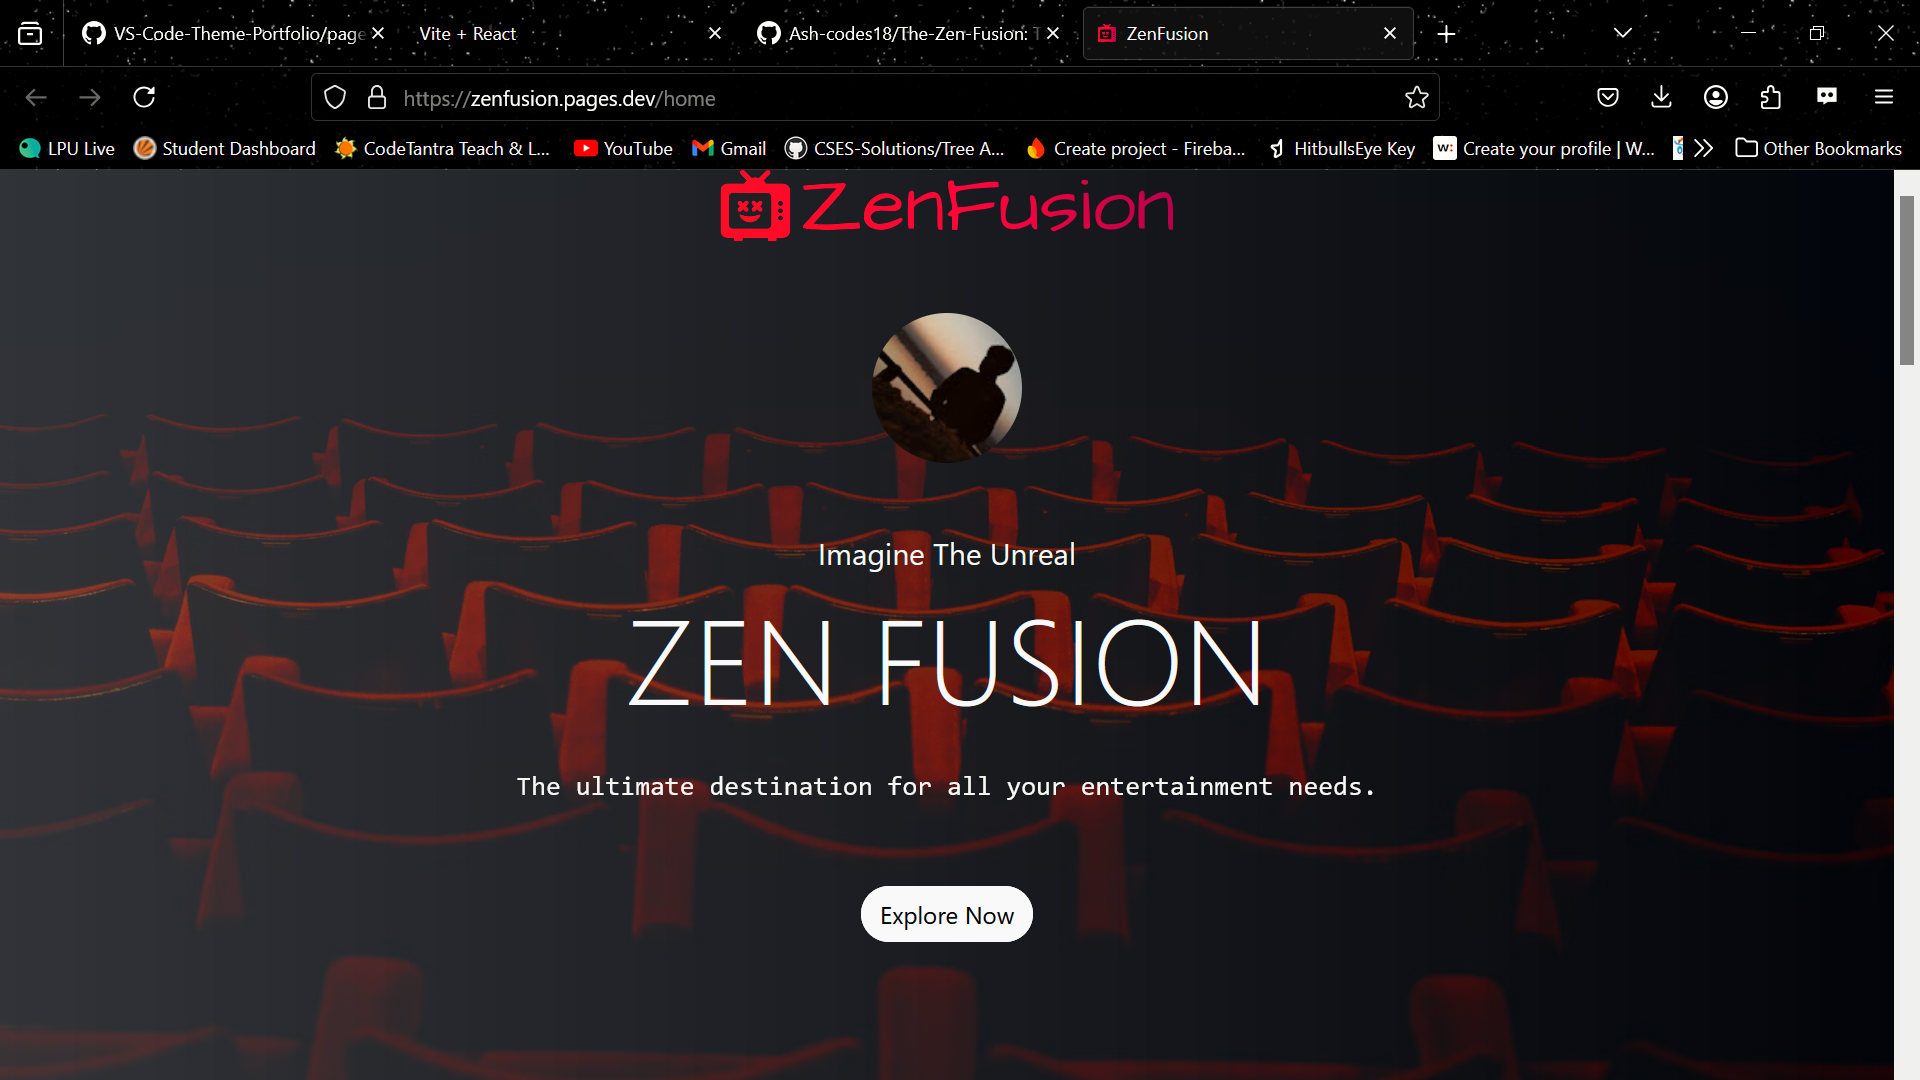 VS-Code-Theme-Portfolio/page
Vite + React
Ash-codes18/The-Zen-Fusion: T
ZenFusion
https://zenfusion.pages.dev/home
LPU Live
Student Dashboard
CodeTantra Teach & L...
YouTube
Gmail
CSES-Solutions/Tree A...
Create project - Fireba...
HitbullsEye Key
w:
Create your profile | W...
Other Bookmarks
ZenFusion
Imagine The Unreal
ZEN FUSION
The ultimate destination for all your entertainment needs.
Explore Now